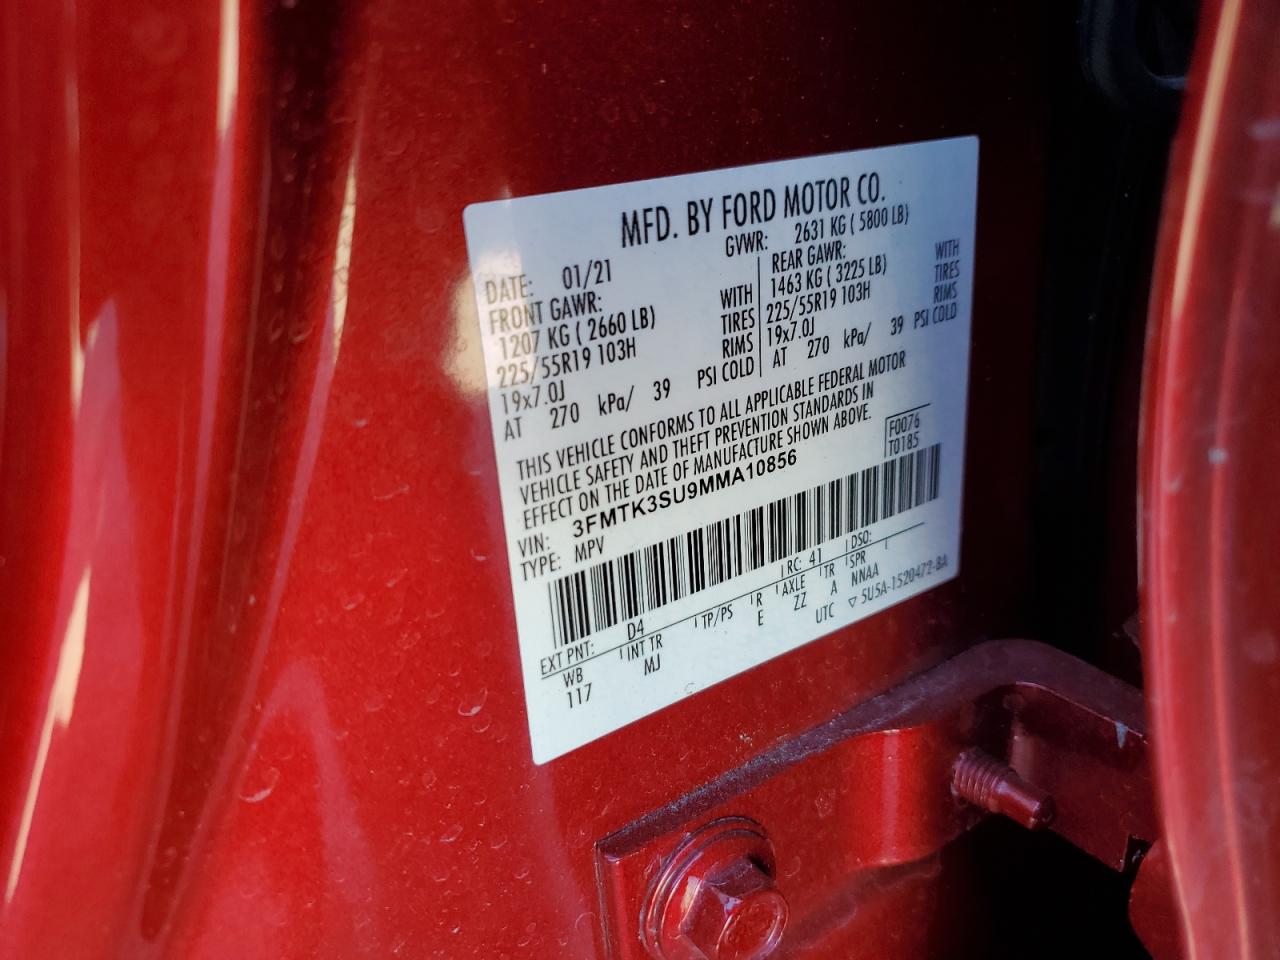 MFD. BY FORD MOTOR CO.
DATE: 01/21 GVWR: 2631 KG ( 5800 LB)
FRONT GAWR: REAR GAWR:
1207 KG ( 2660 LB) WITH 1463 KG ( 3225 LB) WITH
225/55R19 103H TIRES 225/55R19 103H TIRES
19x7.0J RIMS 19x7.0J RIMS
AT 270 kPa/ 39 PSI COLD AT 270 kPa/ 39 PSI COLD
THIS VEHICLE CONFORMS TO ALL APPLICABLE FEDERAL MOTOR
VEHICLE SAFETY AND THEFT PREVENTION STANDARDS IN
EFFECT ON THE DATE OF MANUFACTURE SHOWN ABOVE.
VIN: 3FMTK3SU9MMA10856 F0076
TYPE: MPV T0185
EXT PNT: D4 RC: 41 DSO:
WB INT TR TP/PS R AXLE TR SPR
117 MJ E ZZ A NNAA
UTC ▽ 5U5A-1520472-BA